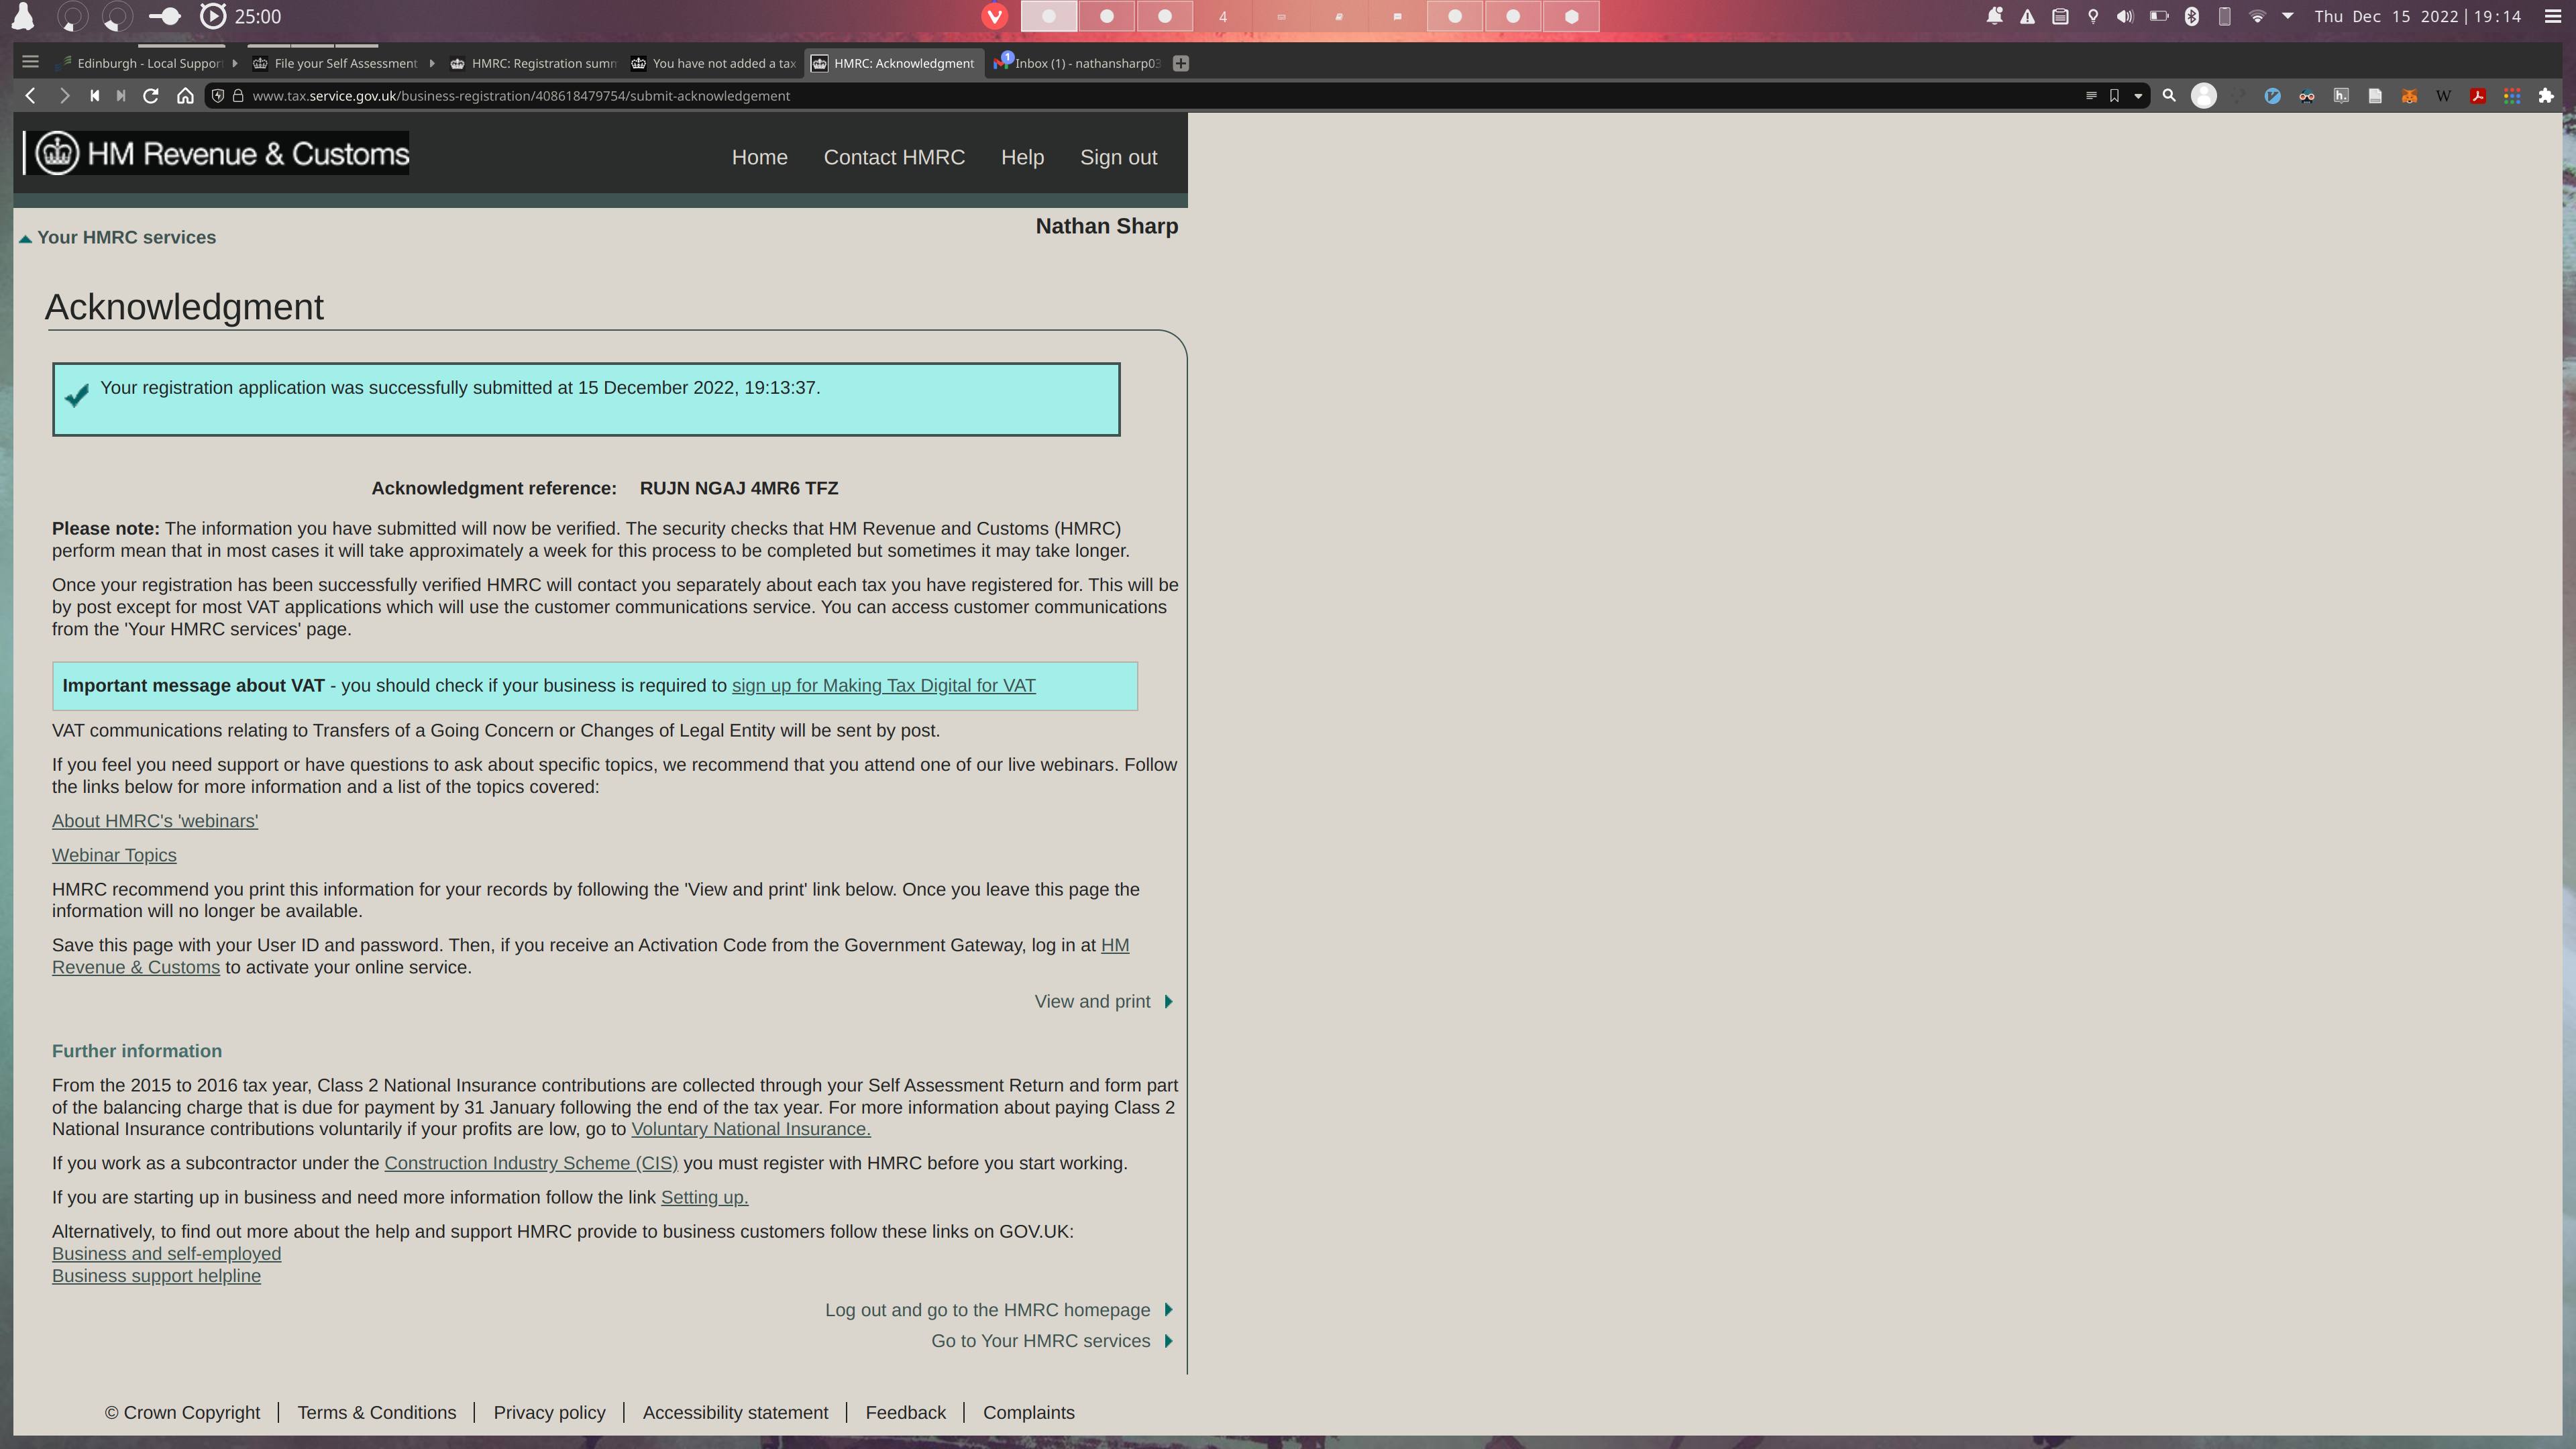 25:00
4
Thu Dec 15 2022 | 19:14
Edinburgh - Local Suppor
File your Self Assessment
HMRC: Registration summ
You have not added a tax
HMRC: Acknowledgment
1
Inbox (1) - nathansharp03
www.tax.service.gov.uk/business-registration/408618479754/submit-acknowledgement
h.
W
HM Revenue & Customs
Home
Contact HMRC
Help
Sign out
Nathan Sharp
Your HMRC services
Acknowledgment
Your registration application was successfully submitted at 15 December 2022, 19:13:37.
Acknowledgment reference: RUJN NGAJ 4MR6 TFZ
Please note: The information you have submitted will now be verified. The security checks that HM Revenue and Customs (HMRC)
perform mean that in most cases it will take approximately a week for this process to be completed but sometimes it may take longer.
Once your registration has been successfully verified HMRC will contact you separately about each tax you have registered for. This will be
by post except for most VAT applications which will use the customer communications service. You can access customer communications
from the 'Your HMRC services' page.
Important message about VAT - you should check if your business is required to sign up for Making Tax Digital for VAT
VAT communications relating to Transfers of a Going Concern or Changes of Legal Entity will be sent by post.
If you feel you need support or have questions to ask about specific topics, we recommend that you attend one of our live webinars. Follow
the links below for more information and a list of the topics covered:
About HMRC's 'webinars'
Webinar Topics
HMRC recommend you print this information for your records by following the 'View and print' link below. Once you leave this page the
information will no longer be available.
Save this page with your User ID and password. Then, if you receive an Activation Code from the Government Gateway, log in at HM
Revenue & Customs to activate your online service.
View and print
Further information
From the 2015 to 2016 tax year, Class 2 National Insurance contributions are collected through your Self Assessment Return and form part
of the balancing charge that is due for payment by 31 January following the end of the tax year. For more information about paying Class 2
National Insurance contributions voluntarily if your profits are low, go to Voluntary National Insurance.
If you work as a subcontractor under the Construction Industry Scheme (CIS) you must register with HMRC before you start working.
If you are starting up in business and need more information follow the link Setting up.
Alternatively, to find out more about the help and support HMRC provide to business customers follow these links on GOV.UK:
Business and self-employed
Business support helpline
Log out and go to the HMRC homepage
Go to Your HMRC services
© Crown Copyright | Terms & Conditions | Privacy policy | Accessibility statement | Feedback | Complaints